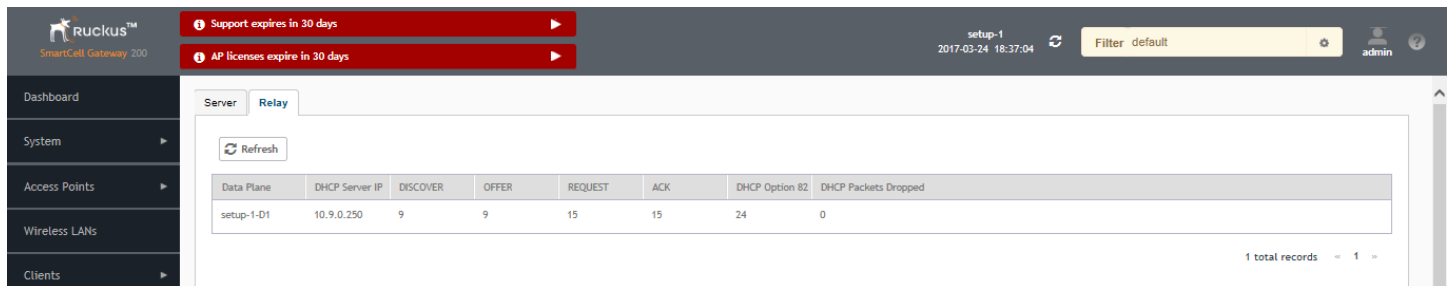 Ruckus™
SmartCell Gateway 200
Support expires in 30 days
AP licenses expire in 30 days
setup-1
2017-03-24 18:37:04
Filter default
admin
Dashboard
System
Access Points
Wireless LANs
Clients
Server Relay
Refresh
Data Plane DHCP Server IP DISCOVER OFFER REQUEST ACK DHCP Option 82 DHCP Packets Dropped
setup-1-D1 10.9.0.250 9 9 15 15 24 0
1 total records « 1 »